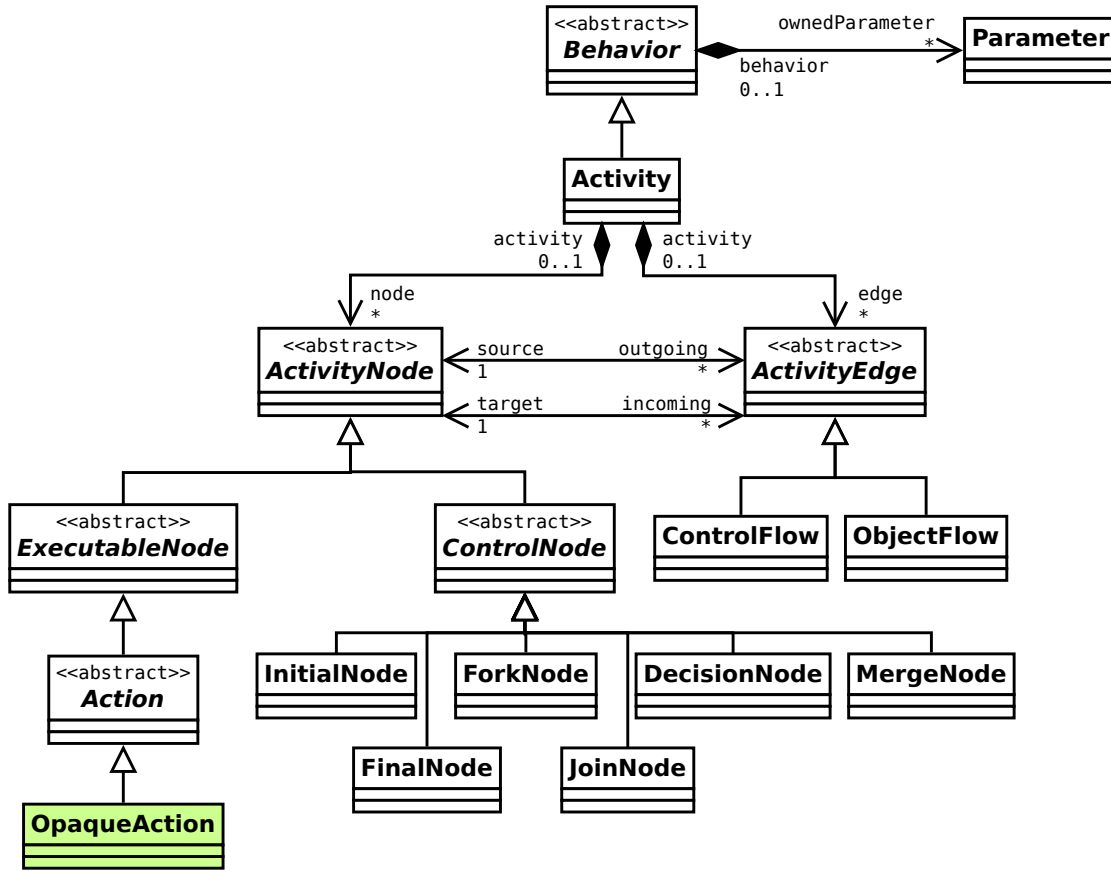 <<abstract>>
Behavior
ownedParameter
*
behavior
0..1
Parameter
Activity
activity
0..1
activity
0..1
node
*
edge
*
<<abstract>>
ActivityNode
source
1
outgoing
*
target
1
incoming
*
<<abstract>>
ActivityEdge
<<abstract>>
ExecutableNode
<<abstract>>
ControlNode
ControlFlow
ObjectFlow
<<abstract>>
Action
InitialNode
ForkNode
DecisionNode
MergeNode
FinalNode
JoinNode
OpaqueAction